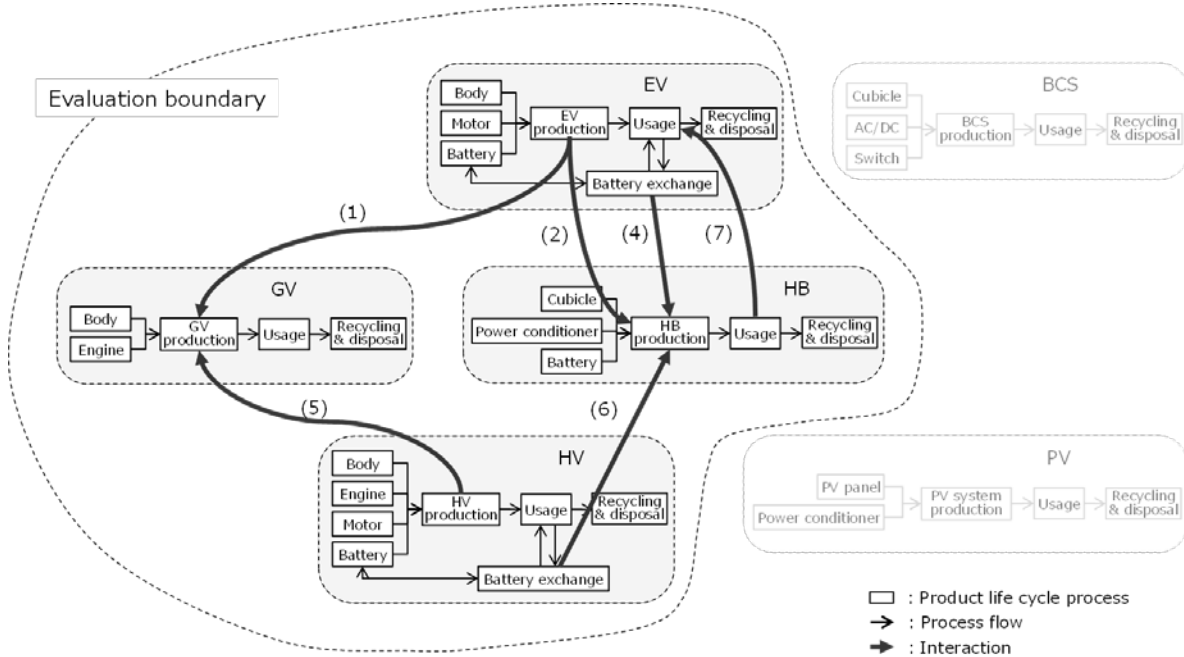 Evaluation boundary
EV
Body
Motor
Battery
EV
production
Usage
Recycling
& disposal
Battery exchange
BCS
Cubicle
AC/DC
Switch
BCS
production
Usage
Recycling
& disposal
(1)
(2)
(4)
(7)
GV
Body
Engine
GV
production
Usage
Recycling
& disposal
HB
Cubicle
Power conditioner
Battery
HB
production
Usage
Recycling
& disposal
(5)
(6)
HV
Body
Engine
Motor
Battery
HV
production
Usage
Recycling
& disposal
Battery exchange
PV
PV panel
Power conditioner
PV system
production
Usage
Recycling
& disposal
: Product life cycle process
: Process flow
: Interaction